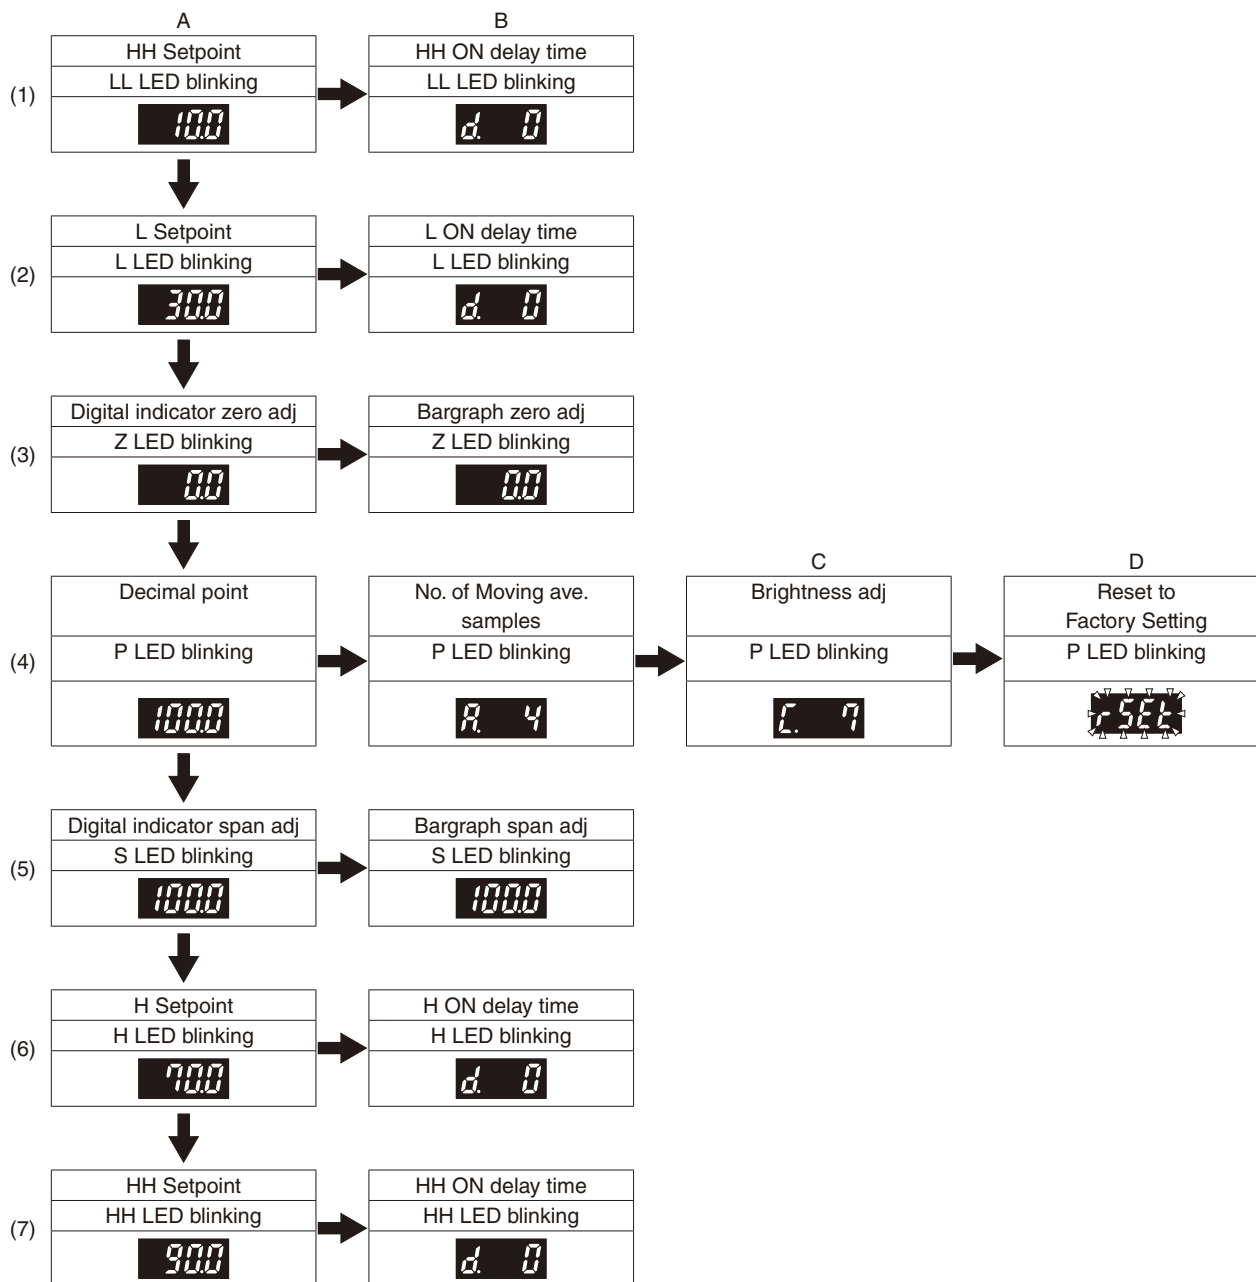 A
B
HH Setpoint
HH ON delay time
LL LED blinking
LL LED blinking
(1)
10.0
d. 0
L Setpoint
L ON delay time
L LED blinking
L LED blinking
(2)
30.0
d. 0
Digital indicator zero adj
Bargraph zero adj
Z LED blinking
Z LED blinking
(3)
0.0
0.0
C
D
Decimal point
No. of Moving ave.
samples
Brightness adj
Reset to
Factory Setting
(4)
P LED blinking
P LED blinking
P LED blinking
P LED blinking
100.0
A. 4
C. 7
rSEt
Digital indicator span adj
Bargraph span adj
S LED blinking
S LED blinking
(5)
100.0
100.0
H Setpoint
H ON delay time
H LED blinking
H LED blinking
(6)
70.0
d. 0
HH Setpoint
HH ON delay time
HH LED blinking
HH LED blinking
(7)
90.0
d. 0